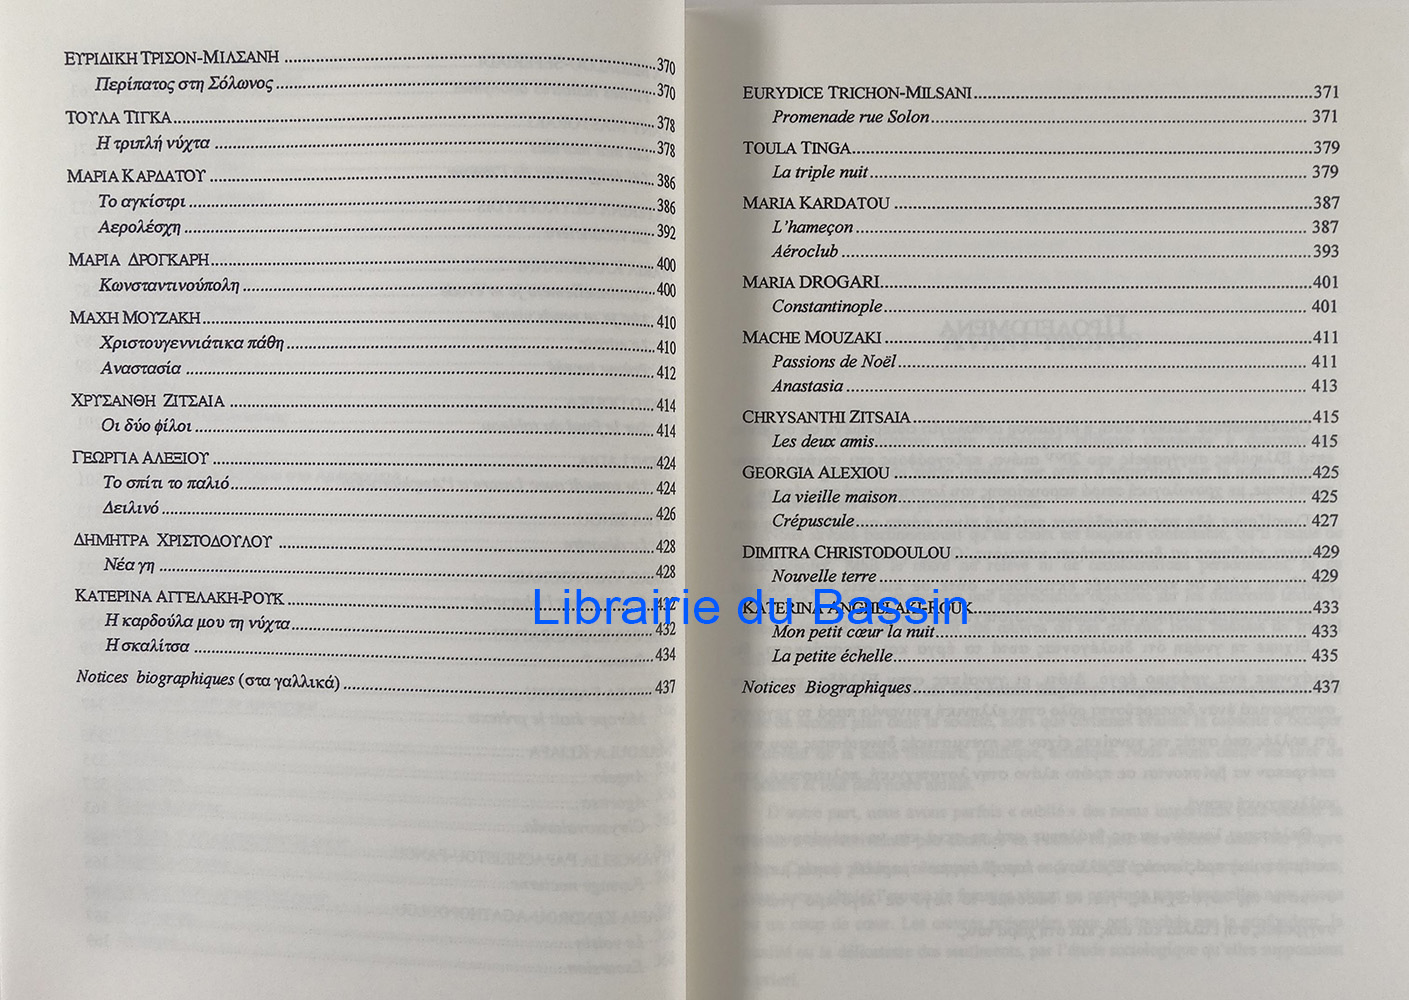 ΕΥΡΙΔΙΚΗ ΤΡΙΣΟΝ-ΜΙΛΣΑΝΗ ........ 370
Περίπατος στη Σόλωνος ........ 370
ΤΟΥΛΑ ΤΙΓΚΑ ........ 378
Η τριπλή νύχτα ........ 378
ΜΑΡΙΑ ΚΑΡΔΑΤΟΥ ........ 386
Το αγκίστρι ........ 386
Αερολέσχη ........ 392
ΜΑΡΙΑ ΔΡΟΓΚΑΡΗ ........ 400
Κωνσταντινούπολη ........ 400
ΜΑΧΗ ΜΟΥΖΑΚΗ ........ 410
Χριστουγεννιάτικα πάθη ........ 410
Αναστασία ........ 412
ΧΡΥΣΑΝΘΗ ΖΙΤΣΑΙΑ ........ 414
Οι δύο φίλοι ........ 414
ΓΕΩΡΓΙΑ ΑΛΕΞΙΟΥ ........ 424
Το σπίτι το παλιό ........ 424
Δειλινό ........ 426
ΔΗΜΗΤΡΑ ΧΡΙΣΤΟΔΟΥΛΟΥ ........ 428
Νέα γη ........ 428
ΚΑΤΕΡΙΝΑ ΑΓΓΕΛΑΚΗ-ΡΟΥΚ ........ 432
Η καρδούλα μου τη νύχτα ........ 432
Η σκαλίτσα ........ 434
Notices biographiques (στα γαλλικά) ........ 437
EURYDICE TRICHON-MILSANI ........ 371
Promenade rue Solon ........ 371
TOULA TINGA ........ 379
La triple nuit ........ 379
MARIA KARDATOU ........ 387
L'hameçon ........ 387
Aéroclub ........ 393
MARIA DROGARI ........ 401
Constantinople ........ 401
MACHE MOUZAKI ........ 411
Passions de Noël ........ 411
Anastasia ........ 413
CHRYSANTHI ZITSAIA ........ 415
Les deux amis ........ 415
GEORGIA ALEXIOU ........ 425
La vieille maison ........ 425
Crépuscule ........ 427
DIMITRA CHRISTODOULOU ........ 429
Nouvelle terre ........ 429
KATERINA ANGHELAKI-ROUK ........ 433
Mon petit cœur la nuit ........ 433
La petite échelle ........ 435
Notices Biographiques ........ 437
Librairie du Bassin